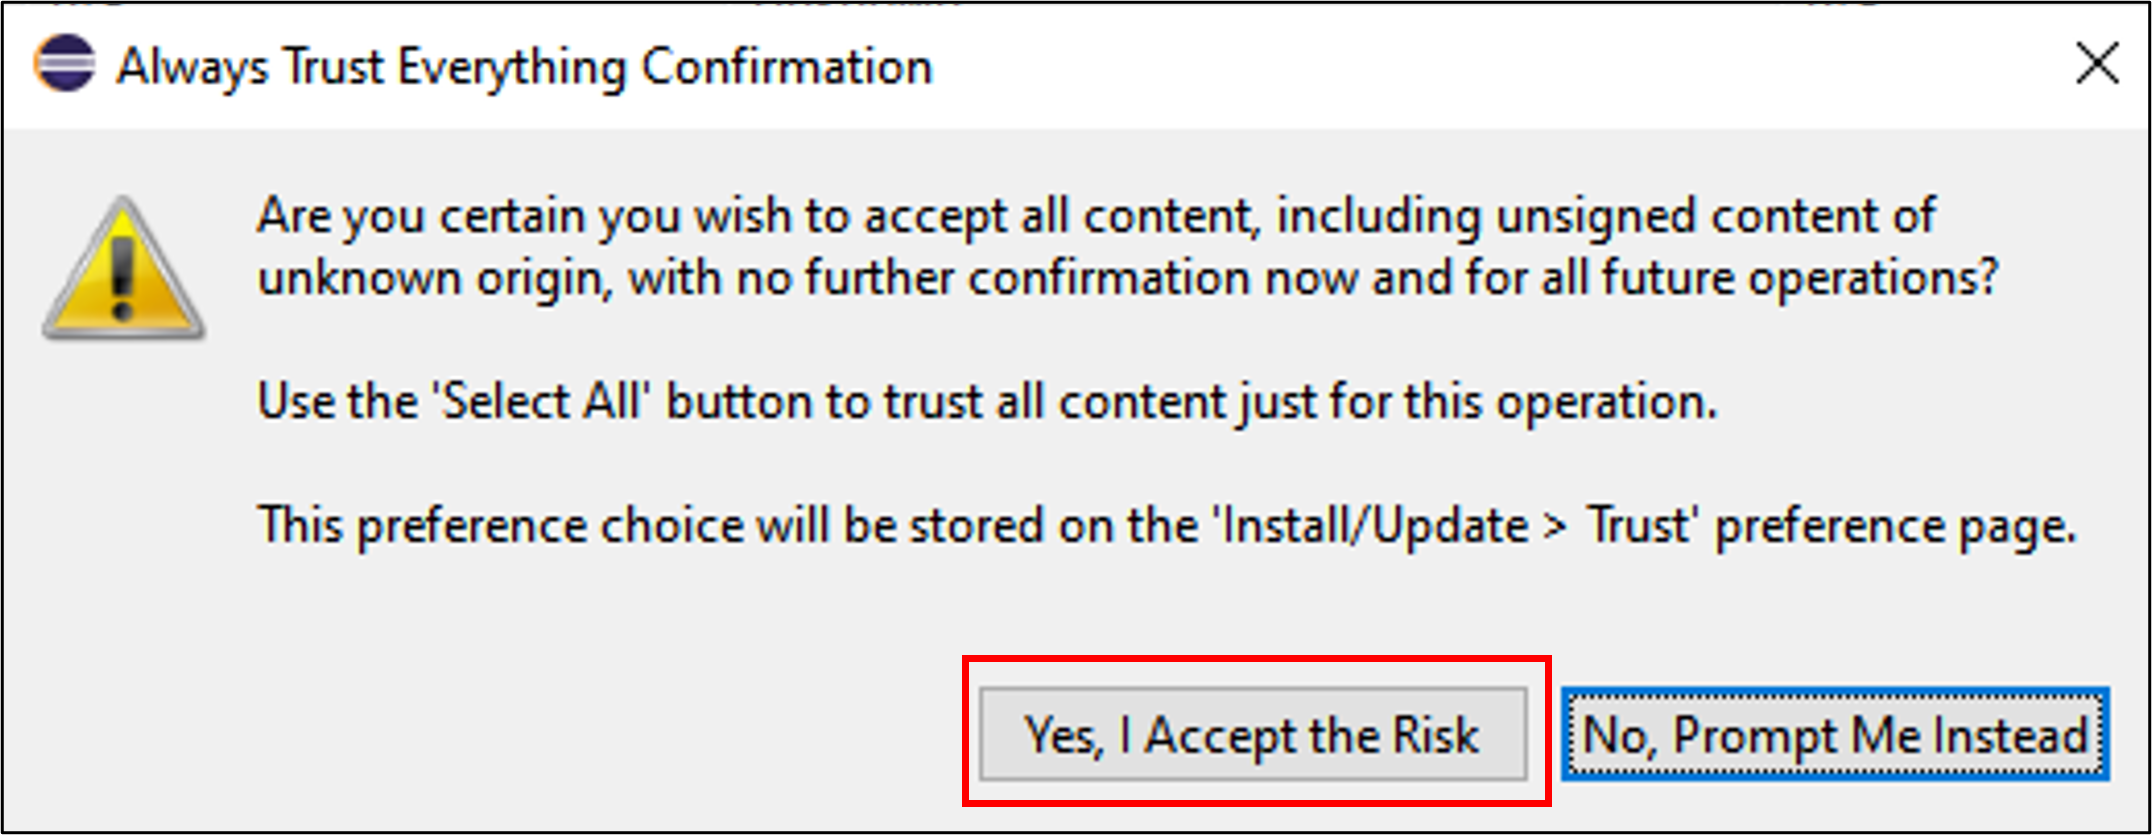 Always Trust Everything Confirmation
Are you certain you wish to accept all content, including unsigned content of
unknown origin, with no further confirmation now and for all future operations?
Use the 'Select All' button to trust all content just for this operation.
This preference choice will be stored on the 'Install/Update > Trust' preference page.
Yes, I Accept the Risk
No, Prompt Me Instead